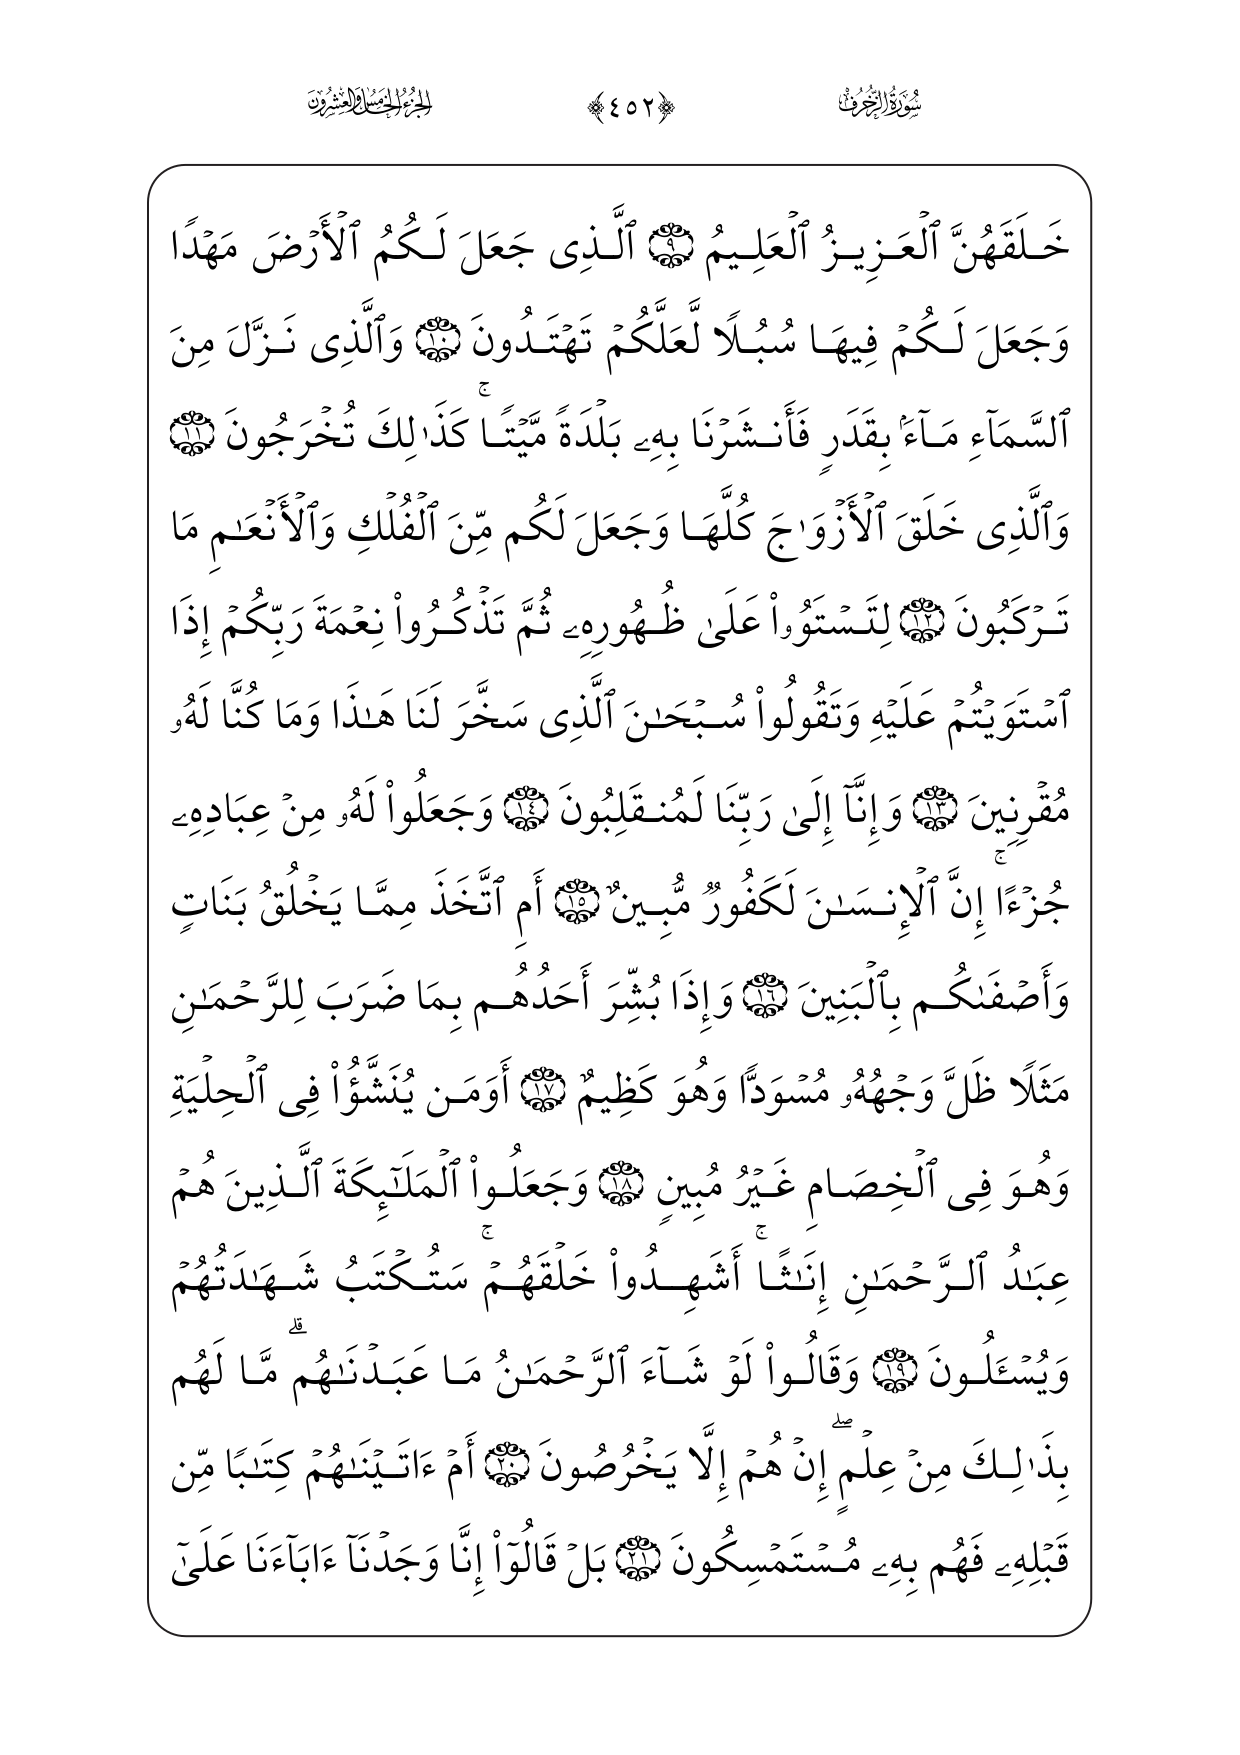 سُورَةُ الزُّخْرُفِ ﴿٤٥٢﴾ الجُزْءُ الخَامِسُ وَالعِشْرُونَ
خَلَقَهُنَّ ٱلْعَزِيزُ ٱلْعَلِيمُ ٩ ٱلَّذِى جَعَلَ لَكُمُ ٱلْأَرْضَ مَهْدًا
وَجَعَلَ لَكُمْ فِيهَا سُبُلًا لَّعَلَّكُمْ تَهْتَدُونَ ١٠ وَٱلَّذِى نَزَّلَ مِنَ
ٱلسَّمَآءِ مَآءًۢ بِقَدَرٍ فَأَنشَرْنَا بِهِۦ بَلْدَةً مَّيْتًا ۚ كَذَٰلِكَ تُخْرَجُونَ ١١
وَٱلَّذِى خَلَقَ ٱلْأَزْوَٰجَ كُلَّهَا وَجَعَلَ لَكُم مِّنَ ٱلْفُلْكِ وَٱلْأَنْعَٰمِ مَا
تَرْكَبُونَ ١٢ لِتَسْتَوُۥا۟ عَلَىٰ ظُهُورِهِۦ ثُمَّ تَذْكُرُوا۟ نِعْمَةَ رَبِّكُمْ إِذَا
ٱسْتَوَيْتُمْ عَلَيْهِ وَتَقُولُوا۟ سُبْحَٰنَ ٱلَّذِى سَخَّرَ لَنَا هَٰذَا وَمَا كُنَّا لَهُۥ
مُقْرِنِينَ ١٣ وَإِنَّآ إِلَىٰ رَبِّنَا لَمُنقَلِبُونَ ١٤ وَجَعَلُوا۟ لَهُۥ مِنْ عِبَادِهِۦ
جُزْءًا ۚ إِنَّ ٱلْإِنسَٰنَ لَكَفُورٌ مُّبِينٌ ١٥ أَمِ ٱتَّخَذَ مِمَّا يَخْلُقُ بَنَاتٍ
وَأَصْفَىٰكُم بِٱلْبَنِينَ ١٦ وَإِذَا بُشِّرَ أَحَدُهُم بِمَا ضَرَبَ لِلرَّحْمَٰنِ
مَثَلًا ظَلَّ وَجْهُهُۥ مُسْوَدًّا وَهُوَ كَظِيمٌ ١٧ أَوَمَن يُنَشَّؤُا۟ فِى ٱلْحِلْيَةِ
وَهُوَ فِى ٱلْخِصَامِ غَيْرُ مُبِينٍ ١٨ وَجَعَلُوا۟ ٱلْمَلَٰٓئِكَةَ ٱلَّذِينَ هُمْ
عِبَٰدُ ٱلرَّحْمَٰنِ إِنَٰثًا ۚ أَشَهِدُوا۟ خَلْقَهُمْ ۚ سَتُكْتَبُ شَهَٰدَتُهُمْ
وَيُسْـَٔلُونَ ١٩ وَقَالُوا۟ لَوْ شَآءَ ٱلرَّحْمَٰنُ مَا عَبَدْنَٰهُم ۗ مَّا لَهُم
بِذَٰلِكَ مِنْ عِلْمٍ ۖ إِنْ هُمْ إِلَّا يَخْرُصُونَ ٢٠ أَمْ ءَاتَيْنَٰهُمْ كِتَٰبًا مِّن
قَبْلِهِۦ فَهُم بِهِۦ مُسْتَمْسِكُونَ ٢١ بَلْ قَالُوٓا۟ إِنَّا وَجَدْنَآ ءَابَآءَنَا عَلَىٰٓ